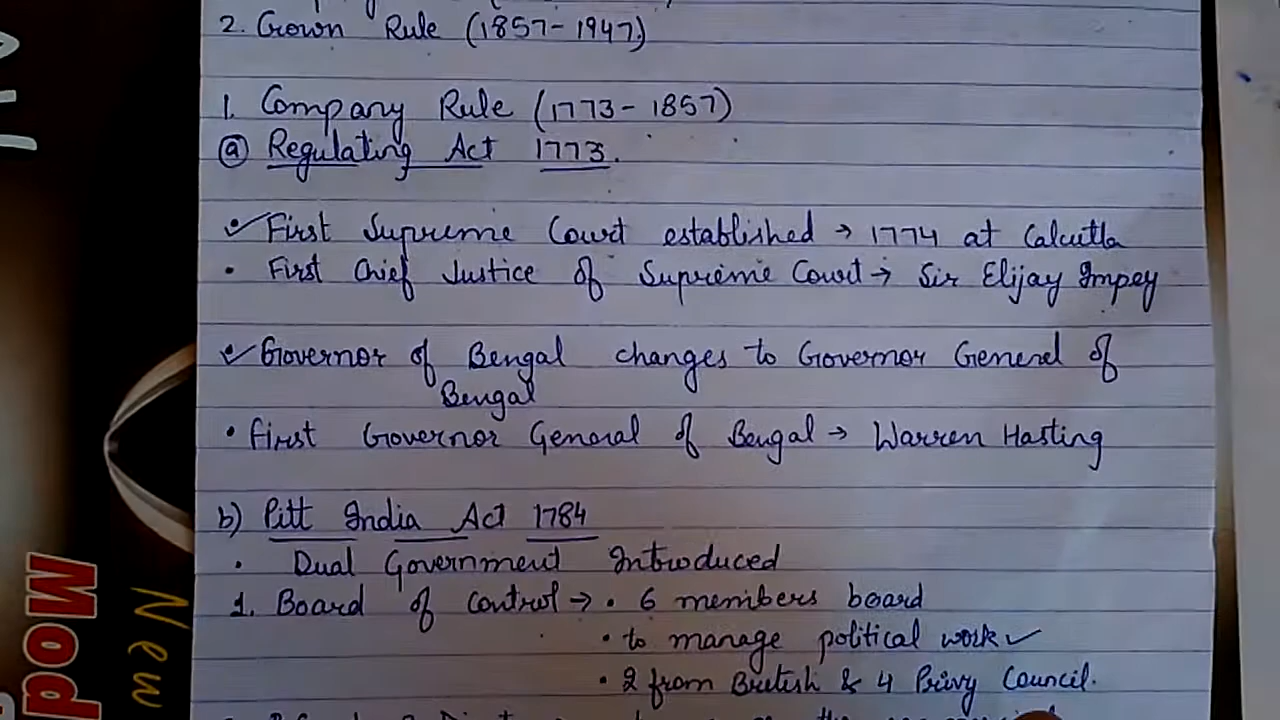 2. Crown Rule (1857-1947)
1. Company Rule (1773-1857)
ⓐ Regulating Act 1773.
✓ First Supreme Court established → 1774 at Calcutta
• First Chief Justice of Supreme Court → Sir Elijay Impey
✓ Governor of Bengal changes to Governor General of
Bengal
• First Governor General of Bengal → Warren Hasting
b) Pitt India Act 1784
• Dual Government Introduced
1. Board of control → • 6 members board
• to manage political work ✓
• 2 from British & 4 Privy Council.
New
Mod